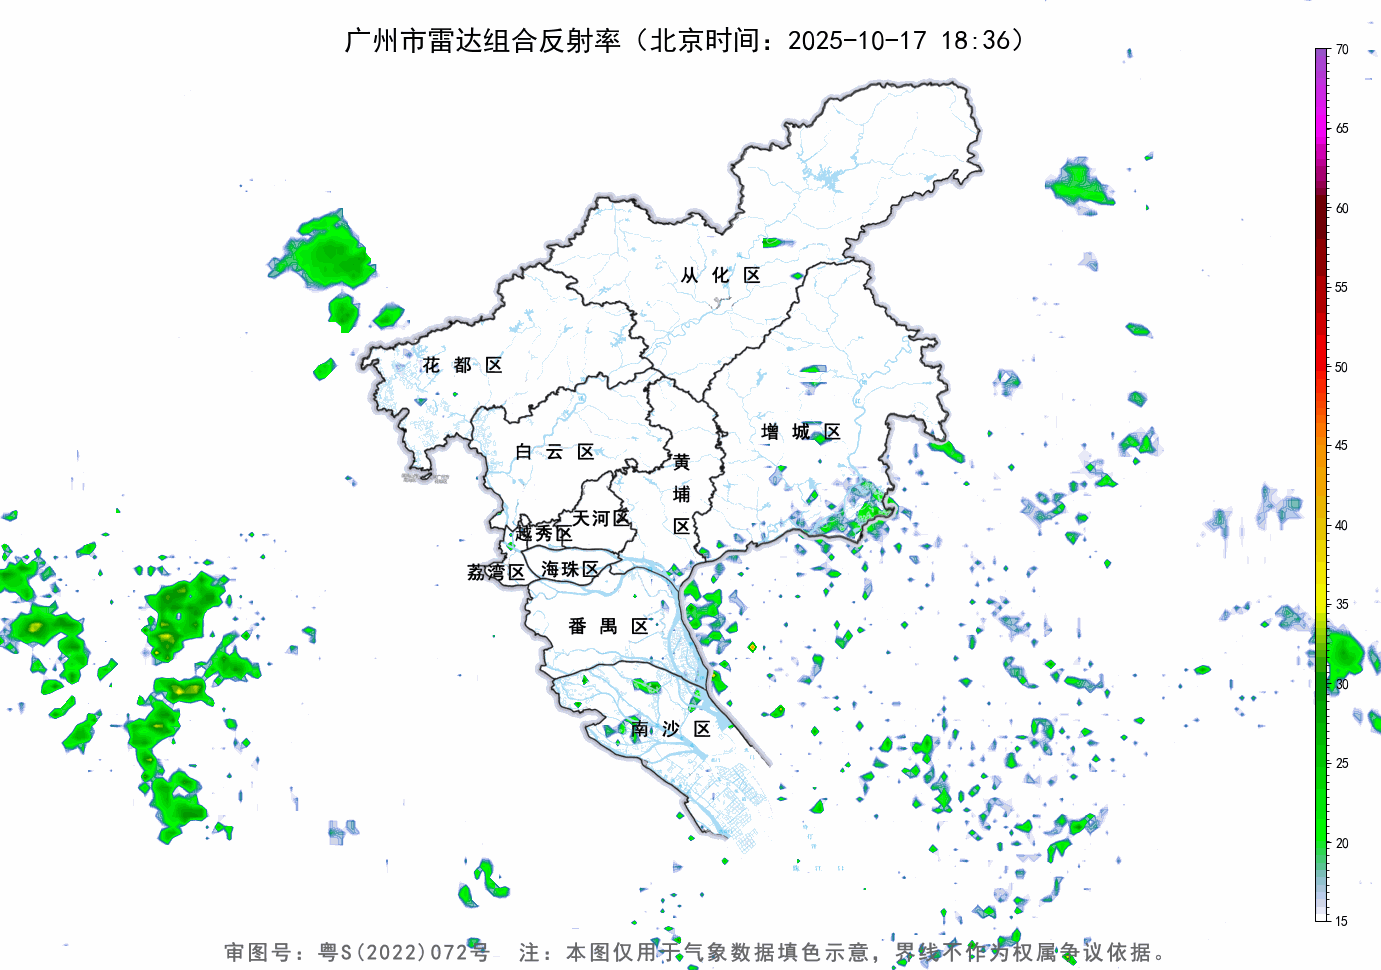 广州市雷达组合反射率（北京时间：2025-10-17 18:36）
70
65
60
55
50
45
40
35
30
25
20
15
从化区
花都区
增城区
白云区
黄埔区
天河区
越秀区
海珠区
荔湾区
番禺区
南沙区
审图号：粤S(2022)072号 注：本图仅用于气象数据填色示意，界线不作为权属争议依据。